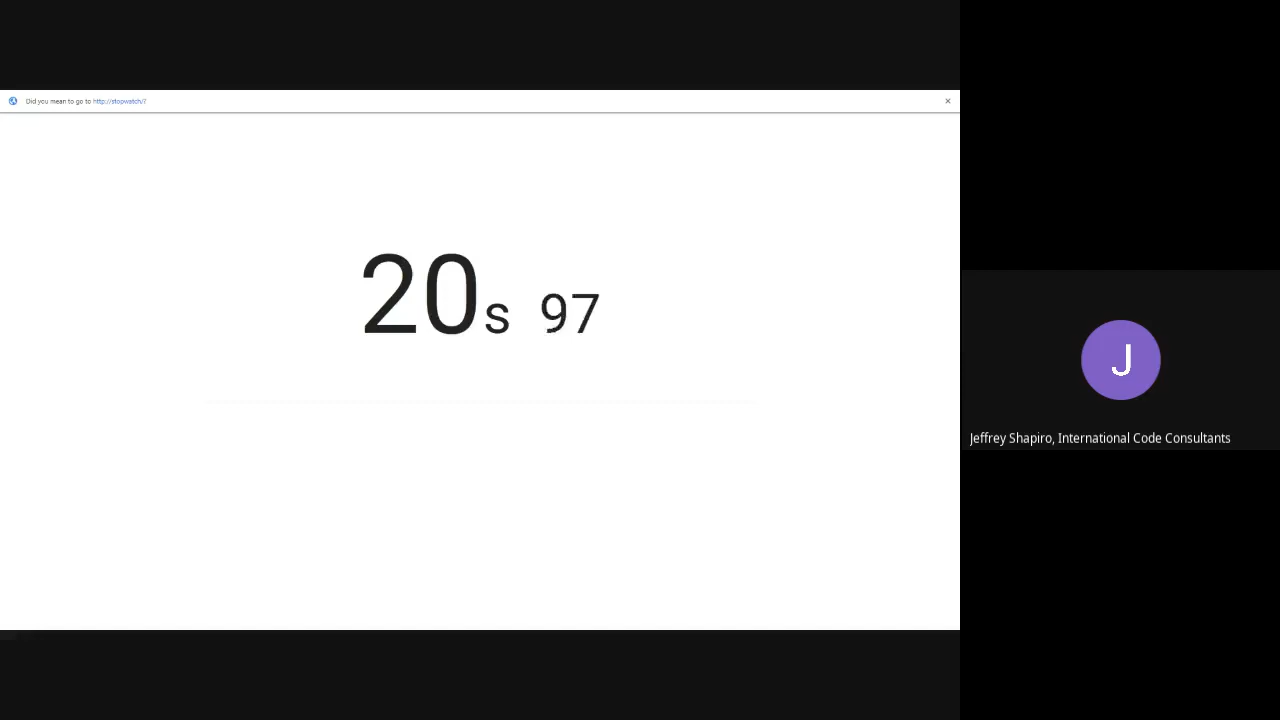 Did you mean to go to http://stopwatch/?
20s 97
J
Jeffrey Shapiro, International Code Consultants